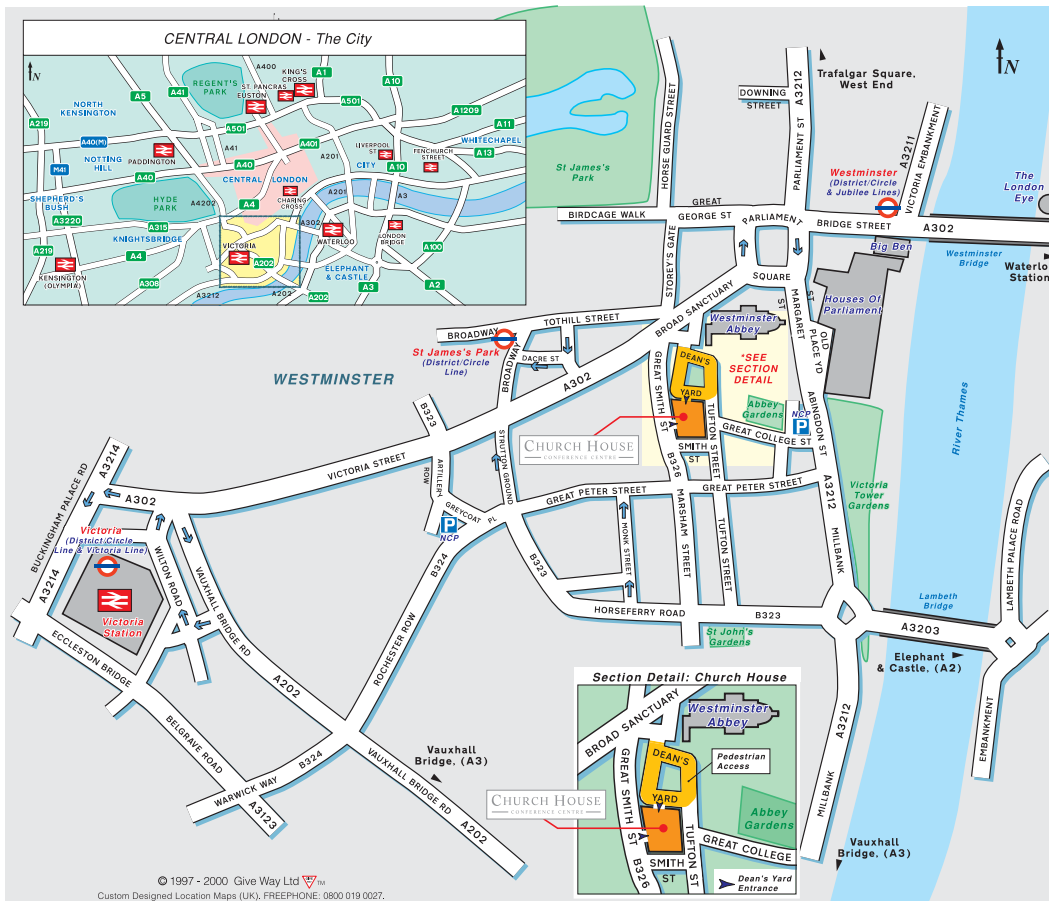 CENTRAL LONDON - The City
N
A400
KING'S
CROSS
A1
A10
REGENT'S
PARK
ST. PANCRAS
EUSTON
A5
A41
A501
NORTH
KENSINGTON
A1209
A219
A40(M)
A501
A401
A11
WHITECHAPEL
A41
A201
LIVERPOOL
ST
FENCHURCH
STREET
A13
NOTTING
HILL
PADDINGTON
A40
CITY
A10
M41
A40
CENTRAL LONDON
SHEPHERD'S
BUSH
HYDE
PARK
A4202
A4
CHARING
CROSS
A201
A3
A3220
A315
A302
KNIGHTSBRIDGE
VICTORIA
WATERLOO
LONDON
BRIDGE
A100
A219
A4
A202
ELEPHANT
& CASTLE
KENSINGTON
(OLYMPIA)
A308
A3212
A202
A202
A3
A2
N
Trafalgar Square,
West End
A3212
DOWNING
STREET
HORSE GUARD STREET
PARLIAMENT ST
A3211
VICTORIA EMBANKMENT
St James's
Park
Westminster
(District/Circle
& Jubilee Lines)
The
London
Eye
BIRDCAGE WALK
GREAT
GEORGE ST
PARLIAMENT
SQUARE
BRIDGE STREET
A302
Big Ben
Westminster
Bridge
Waterlo
Station
STOREY'S GATE
MARGARET
ST
Houses Of
Parliament
OLD
PLACE YD
BROAD SANCTUARY
Westminster
Abbey
TOTHILL STREET
BROADWAY
St James's Park
(District/Circle
Line)
BROADWAY
DACRE ST
WESTMINSTER
A302
GREAT SMITH ST
DEAN'S
YARD
*SEE
SECTION
DETAIL
Abbey
Gardens
NCP
P
ABINGDON ST
B323
CHURCH HOUSE
CONFERENCE CENTRE
TUFTON STREET
GREAT COLLEGE ST
SMITH
ST
B326
River Thames
VICTORIA STREET
STRUTTON GROUND
ARTILLERY
ROW
A3214
BUCKINGHAM PALACE RD
A302
GREYCOAT
PL
P
NCP
GREAT PETER STREET
GREAT PETER STREET
A3212
Victoria
Tower
Gardens
MARSHAM STREET
MONK STREET
TUFTON STREET
MILLBANK
LAMBETH PALACE ROAD
Victoria
(District/Circle
Line & Victoria Line)
A3214
WILTON ROAD
VAUXHALL BRIDGE RD
Victoria
Station
B323
B324
HORSEFERRY ROAD
B323
Lambeth
Bridge
A3203
St John's
Gardens
Elephant
& Castle, (A2)
ECCLESTON BRIDGE
ROCHESTER ROW
A202
BELGRAVE ROAD
A3212
EMBANKMENT
Vauxhall
Bridge, (A3)
B324
WARWICK WAY
A3123
VAUXHALL BRIDGE RD
A202
MILLBANK
Vauxhall
Bridge, (A3)
Section Detail: Church House
BROAD SANCTUARY
Westminster
Abbey
DEAN'S
YARD
Pedestrian
Access
GREAT SMITH ST
CHURCH HOUSE
CONFERENCE CENTRE
Abbey
Gardens
TUFTON ST
GREAT COLLEGE
SMITH
ST
B326
Dean's Yard
Entrance
© 1997 - 2000 Give Way Ltd TM
Custom Designed Location Maps (UK). FREEPHONE: 0800 019 0027.